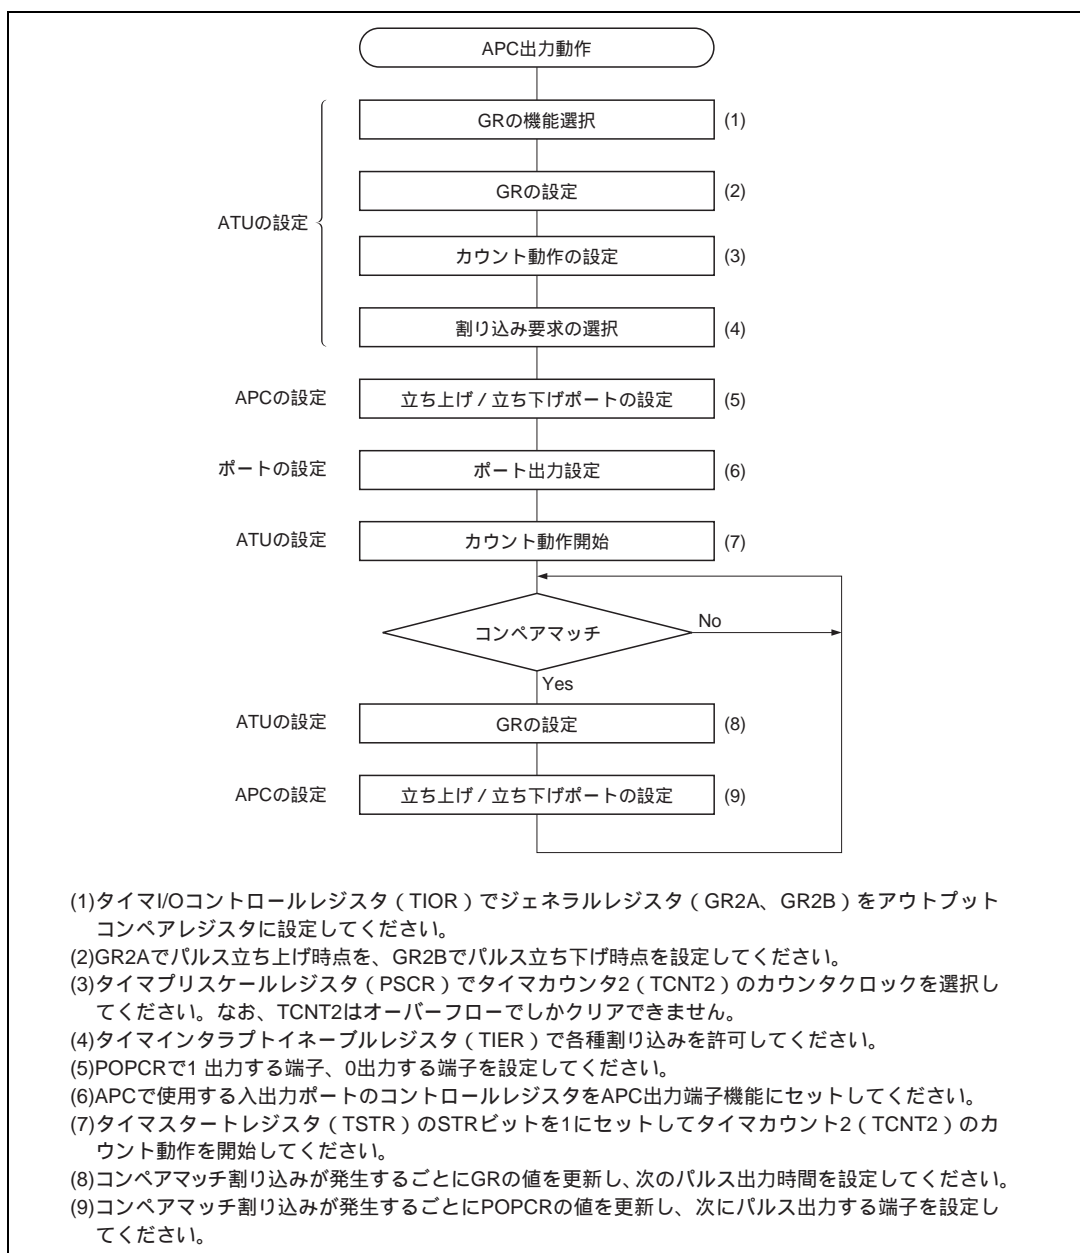 APC出力動作
GRの機能選択 (1)
GRの設定 (2)
ATUの設定
カウント動作の設定 (3)
割り込み要求の選択 (4)
APCの設定 立ち上げ / 立ち下げポートの設定 (5)
ポートの設定 ポート出力設定 (6)
ATUの設定 カウント動作開始 (7)
コンペアマッチ No
Yes
ATUの設定 GRの設定 (8)
APCの設定 立ち上げ / 立ち下げポートの設定 (9)
(1)タイマI/Oコントロールレジスタ（TIOR）でジェネラルレジスタ（GR2A、GR2B）をアウトプット
コンペアレジスタに設定してください。
(2)GR2Aでパルス立ち上げ時点を、GR2Bでパルス立ち下げ時点を設定してください。
(3)タイマプリスケールレジスタ（PSCR）でタイマカウンタ2（TCNT2）のカウンタクロックを選択し
てください。なお、TCNT2はオーバーフローでしかクリアできません。
(4)タイマインタラプトイネーブルレジスタ（TIER）で各種割り込みを許可してください。
(5)POPCRで1 出力する端子、0出力する端子を設定してください。
(6)APCで使用する入出力ポートのコントロールレジスタをAPC出力端子機能にセットしてください。
(7)タイマスタートレジスタ（TSTR）のSTRビットを1にセットしてタイマカウント2（TCNT2）のカ
ウント動作を開始してください。
(8)コンペアマッチ割り込みが発生するごとにGRの値を更新し、次のパルス出力時間を設定してください。
(9)コンペアマッチ割り込みが発生するごとにPOPCRの値を更新し、次にパルス出力する端子を設定し
てください。